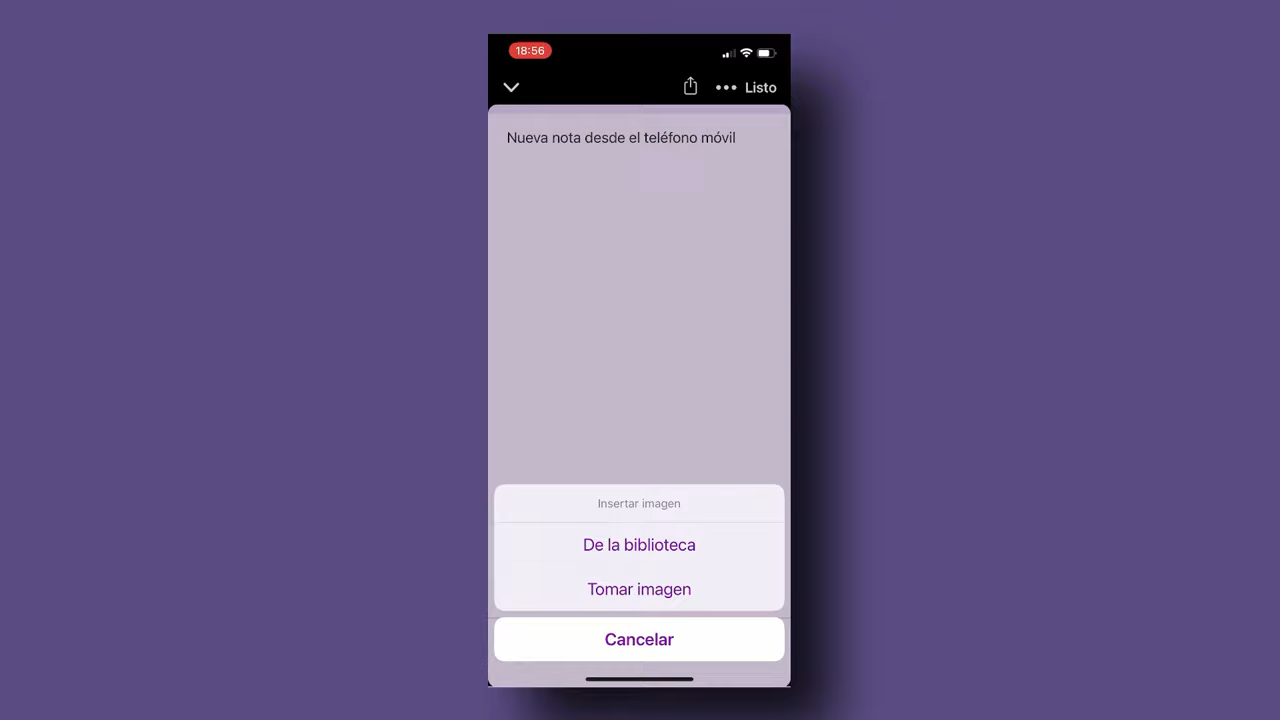 18:56
Listo
Nueva nota desde el teléfono móvil
Insertar imagen
De la biblioteca
Tomar imagen
Cancelar